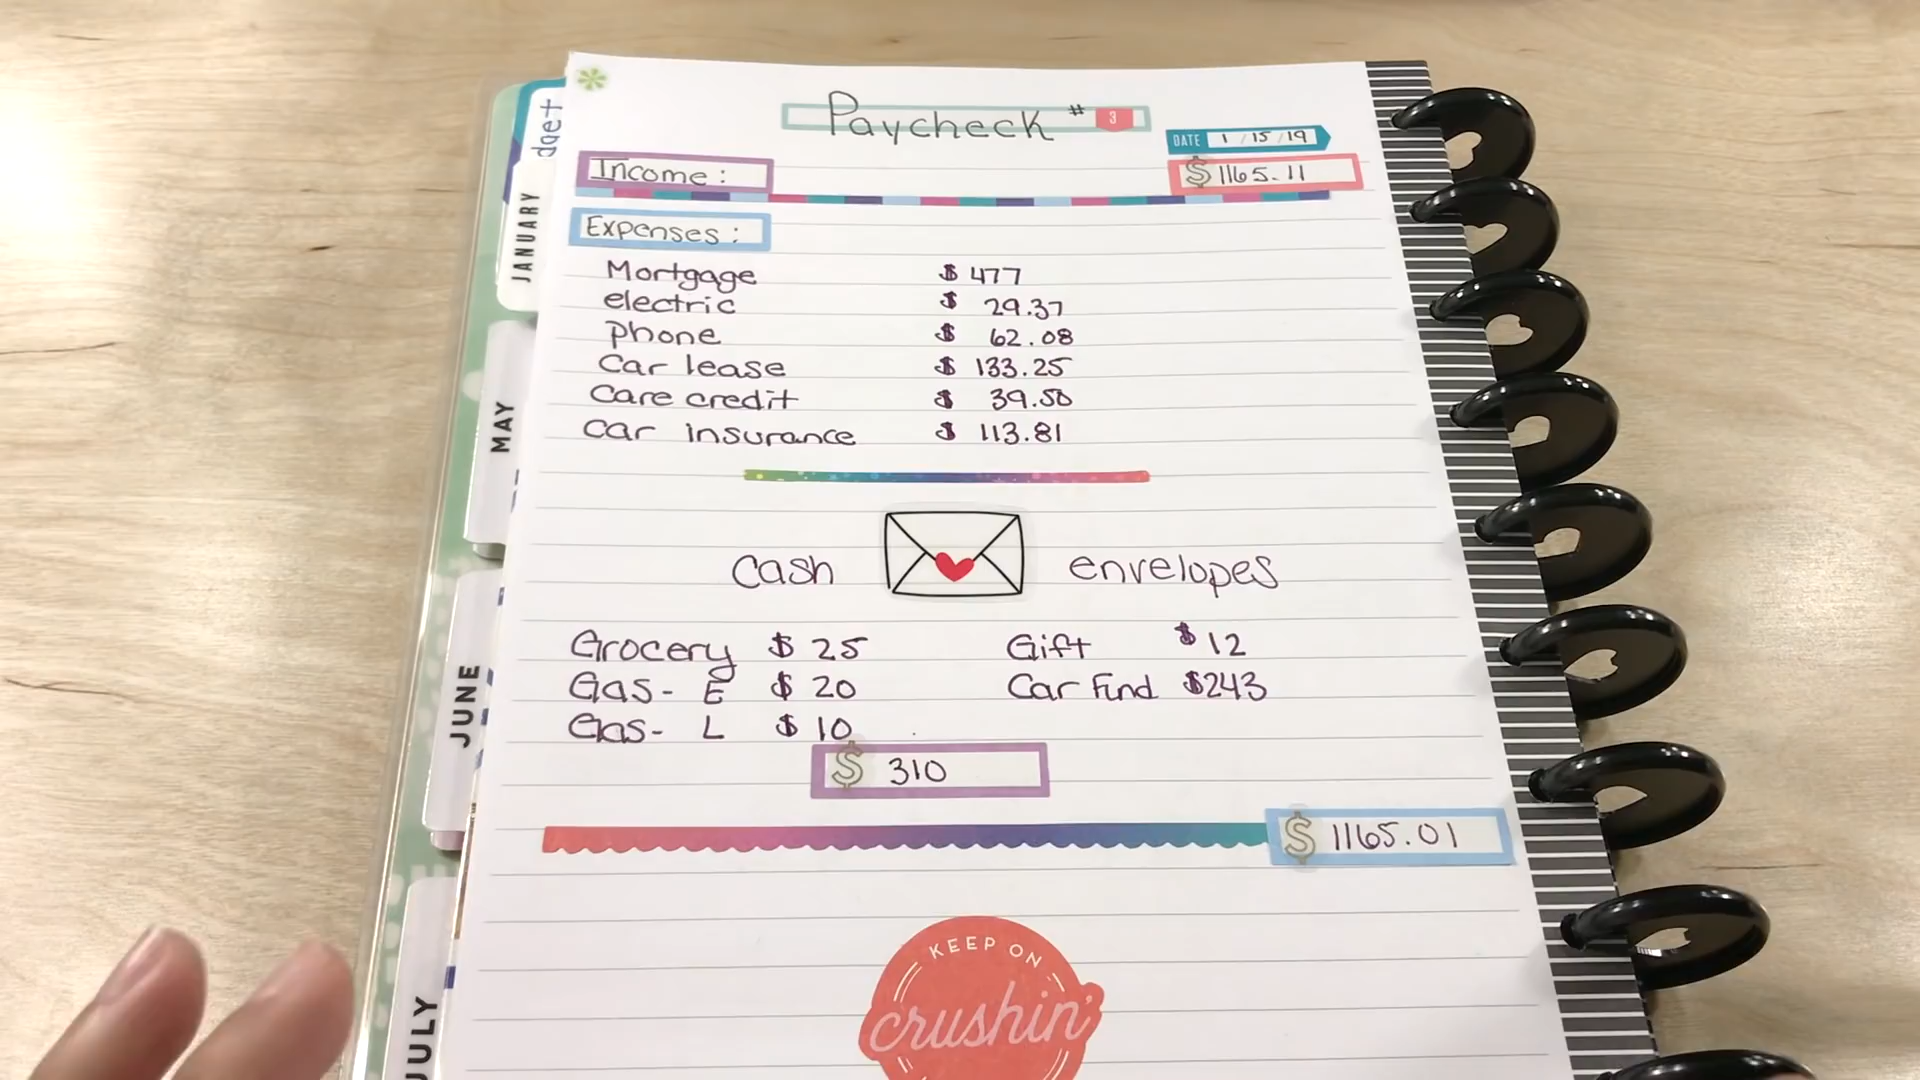 Paycheck # 3
DATE 1/15/19
Income: $1165.11
Expenses:
Mortgage $ 477
electric $ 29.37
phone $ 62.08
Car lease $ 133.25
Care credit $ 39.50
Car insurance $ 113.81
Cash envelopes
Grocery $ 25 Gift $12
Gas- E $ 20 Car Fund $243
Gas- L $ 10
$ 310
$ 1165.01
KEEP ON
crushin'
JANUARY
MAY
JUNE
JULY